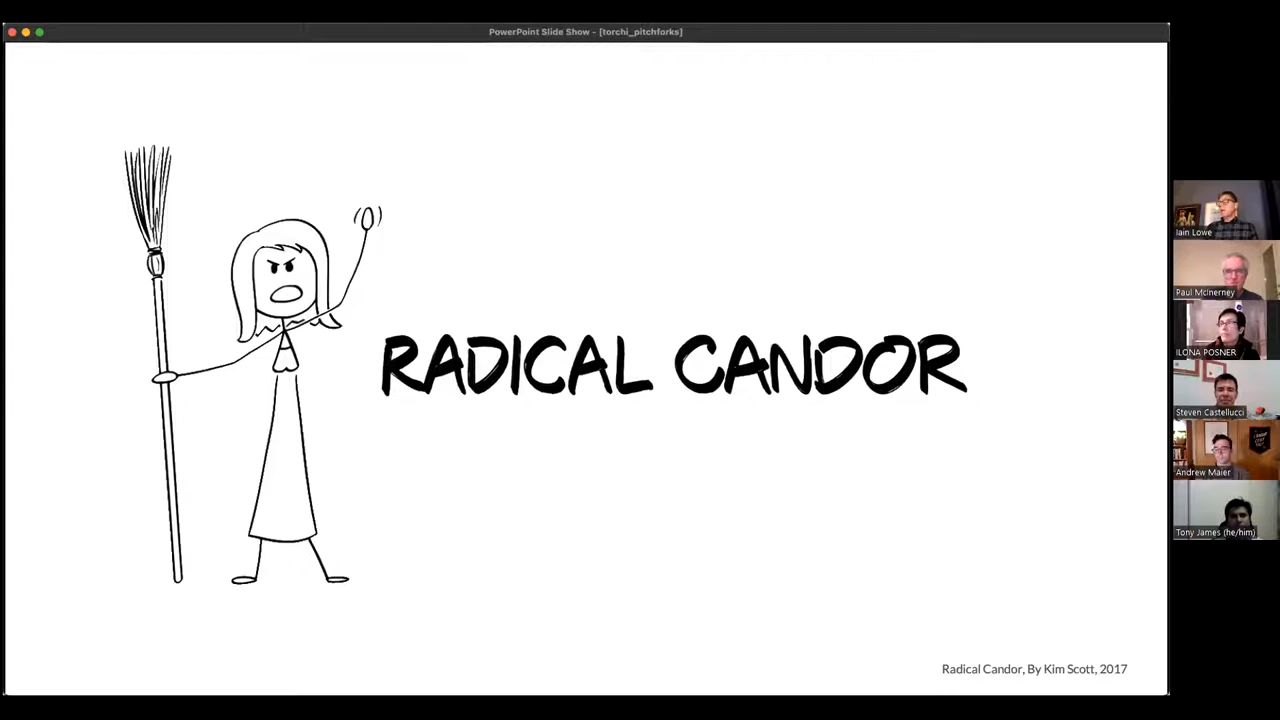 PowerPoint Slide Show - [torchi_pitchforks]
RADICAL CANDOR
Radical Candor, By Kim Scott, 2017
Iain Lowe
Paul McInerney
ILONA POSNER
Steven Castellucci
Andrew Maier
Tony James (he/him)